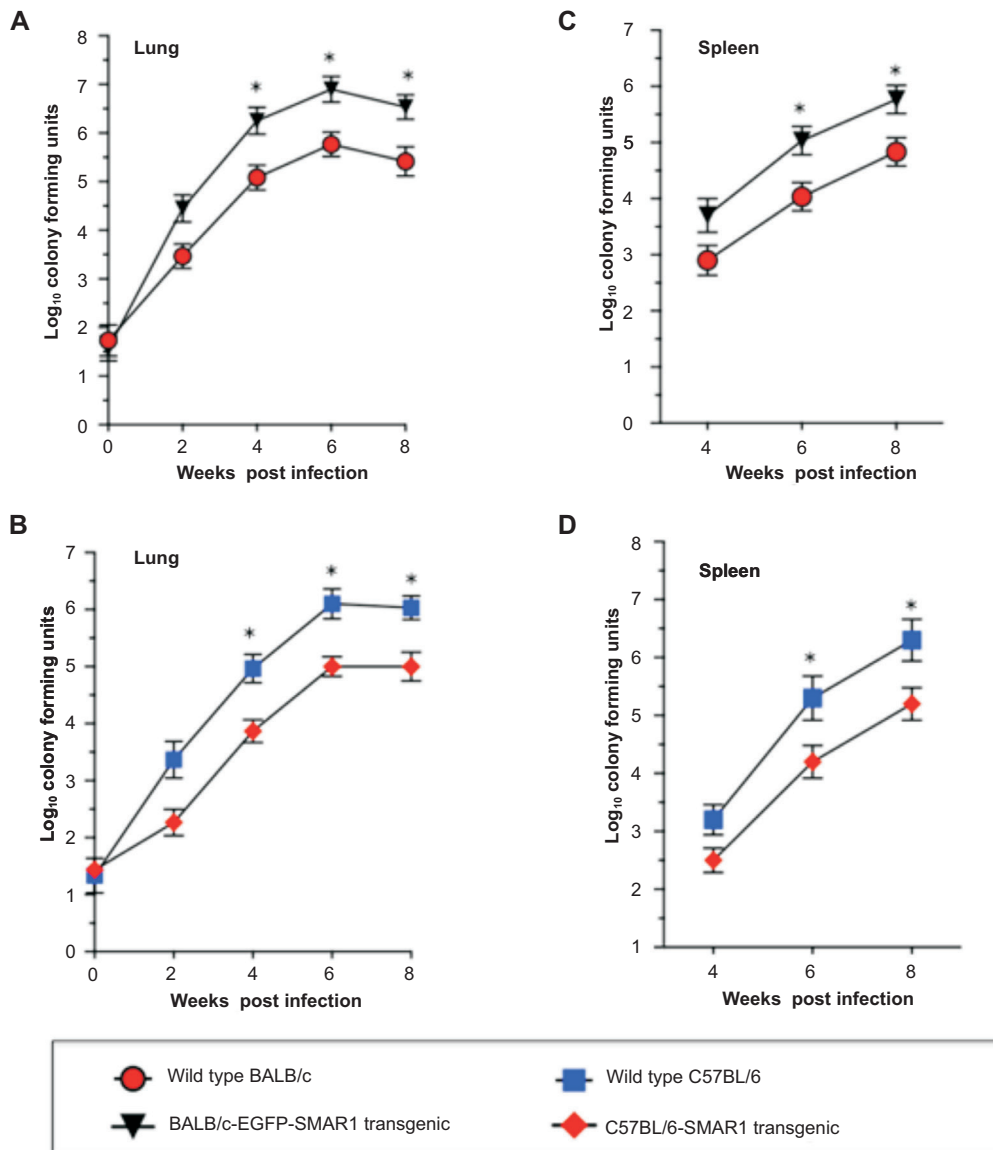 A
Lung
Log₁₀ colony forming units
8
7
6
5
4
3
2
1
0
*
*
*
0 2 4 6 8
Weeks post infection
C
Spleen
Log₁₀ colony forming units
7
6
5
4
3
2
1
0
*
*
4 6 8
Weeks post infection
B
Lung
Log₁₀ colony forming units
7
6
5
4
3
2
1
0
*
*
*
0 2 4 6 8
Weeks post infection
D
Spleen
Log₁₀ colony forming units
8
7
6
5
4
3
2
1
*
*
4 6 8
Weeks post infection
Wild type BALB/c
Wild type C57BL/6
BALB/c-EGFP-SMAR1 transgenic
C57BL/6-SMAR1 transgenic